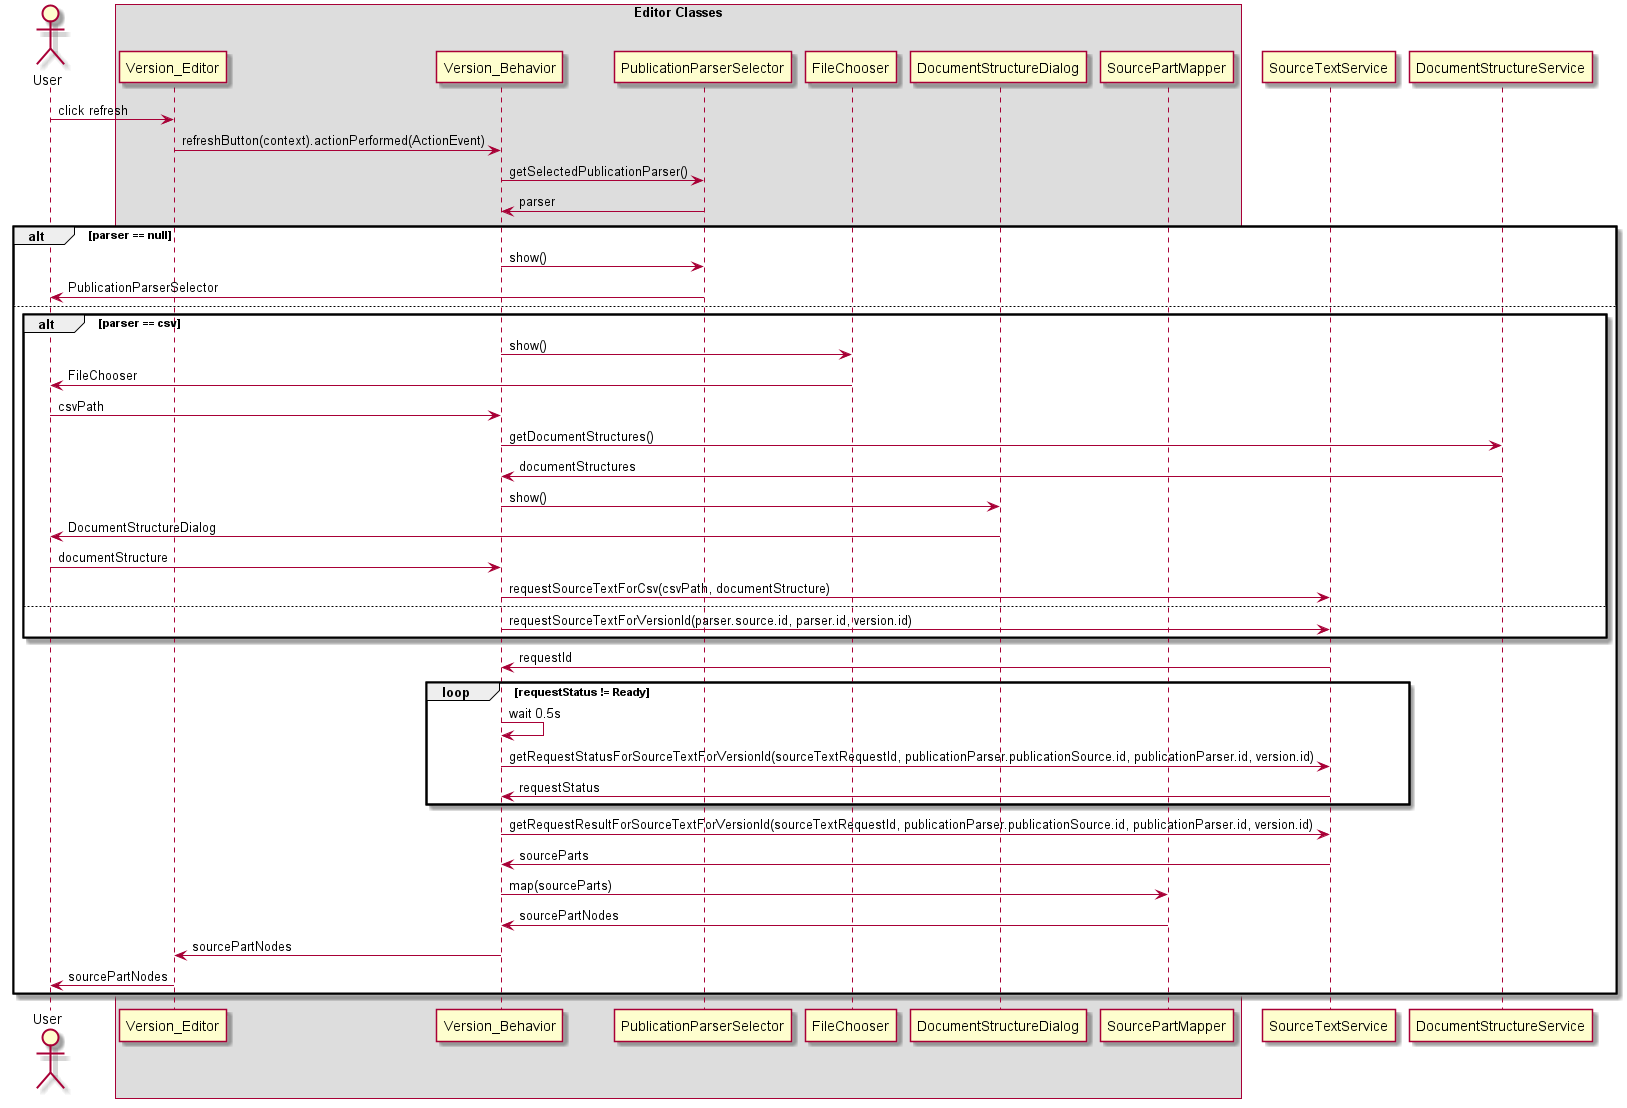 Editor Classes
User
Version_Editor
Version_Behavior
PublicationParserSelector
FileChooser
DocumentStructureDialog
SourcePartMapper
SourceTextService
DocumentStructureService
click refresh
refreshButton(context).actionPerformed(ActionEvent)
getSelectedPublicationParser()
parser
alt
[parser == null]
show()
PublicationParserSelector
alt
[parser == csv]
show()
FileChooser
csvPath
getDocumentStructures()
documentStructures
show()
DocumentStructureDialog
documentStructure
requestSourceTextForCsv(csvPath, documentStructure)
requestSourceTextForVersionId(parser.source.id, parser.id, version.id)
requestId
loop
[requestStatus != Ready]
wait 0.5s
getRequestStatusForSourceTextForVersionId(sourceTextRequestId, publicationParser.publicationSource.id, publicationParser.id, version.id)
requestStatus
getRequestResultForSourceTextForVersionId(sourceTextRequestId, publicationParser.publicationSource.id, publicationParser.id, version.id)
sourceParts
map(sourceParts)
sourcePartNodes
sourcePartNodes
sourcePartNodes
User
Version_Editor
Version_Behavior
PublicationParserSelector
FileChooser
DocumentStructureDialog
SourcePartMapper
SourceTextService
DocumentStructureService